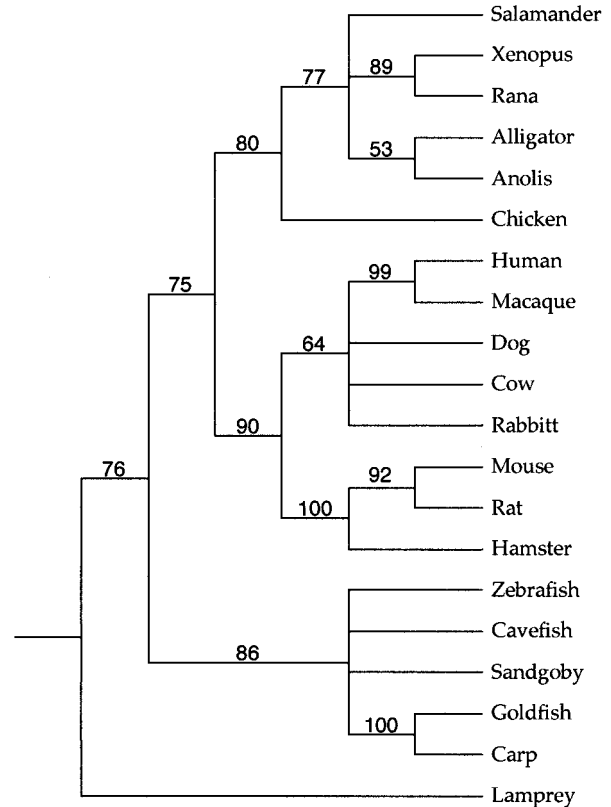 Salamander
89
Xenopus
77
Rana
80
53
Alligator
Anolis
Chicken
75
99
Human
Macaque
64
Dog
Cow
90
Rabbitt
76
92
Mouse
100
Rat
Hamster
Zebrafish
86
Cavefish
Sandgoby
100
Goldfish
Carp
Lamprey